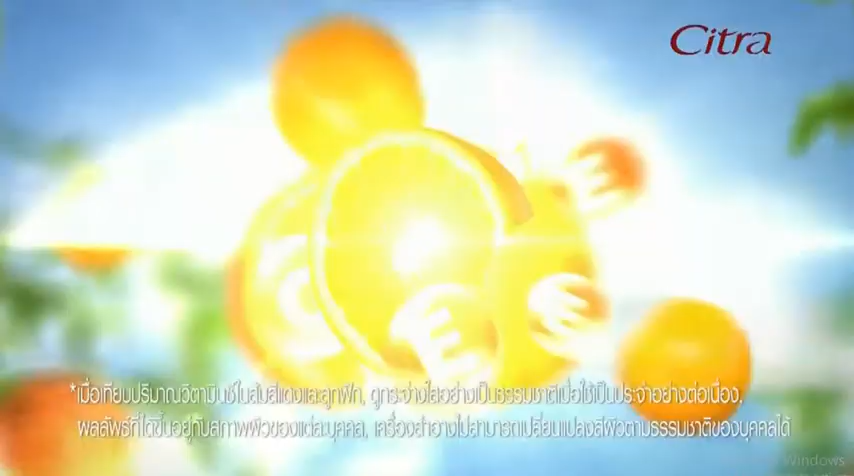 Citra
*เมื่อเทียบปริมาณวิตามินซีในส้มสีแดงและลูกฟัก, ดูกระจ่างใสอย่างเป็นธรรมชาติเมื่อใช้เป็นประจำอย่างต่อเนื่อง,
ผลลัพธ์ที่ได้ขึ้นอยู่กับสภาพผิวของแต่ละบุคคล, เครื่องสำอางไม่สามารถเปลี่ยนแปลงสีผิวตามธรรมชาติของบุคคลได้
Windows